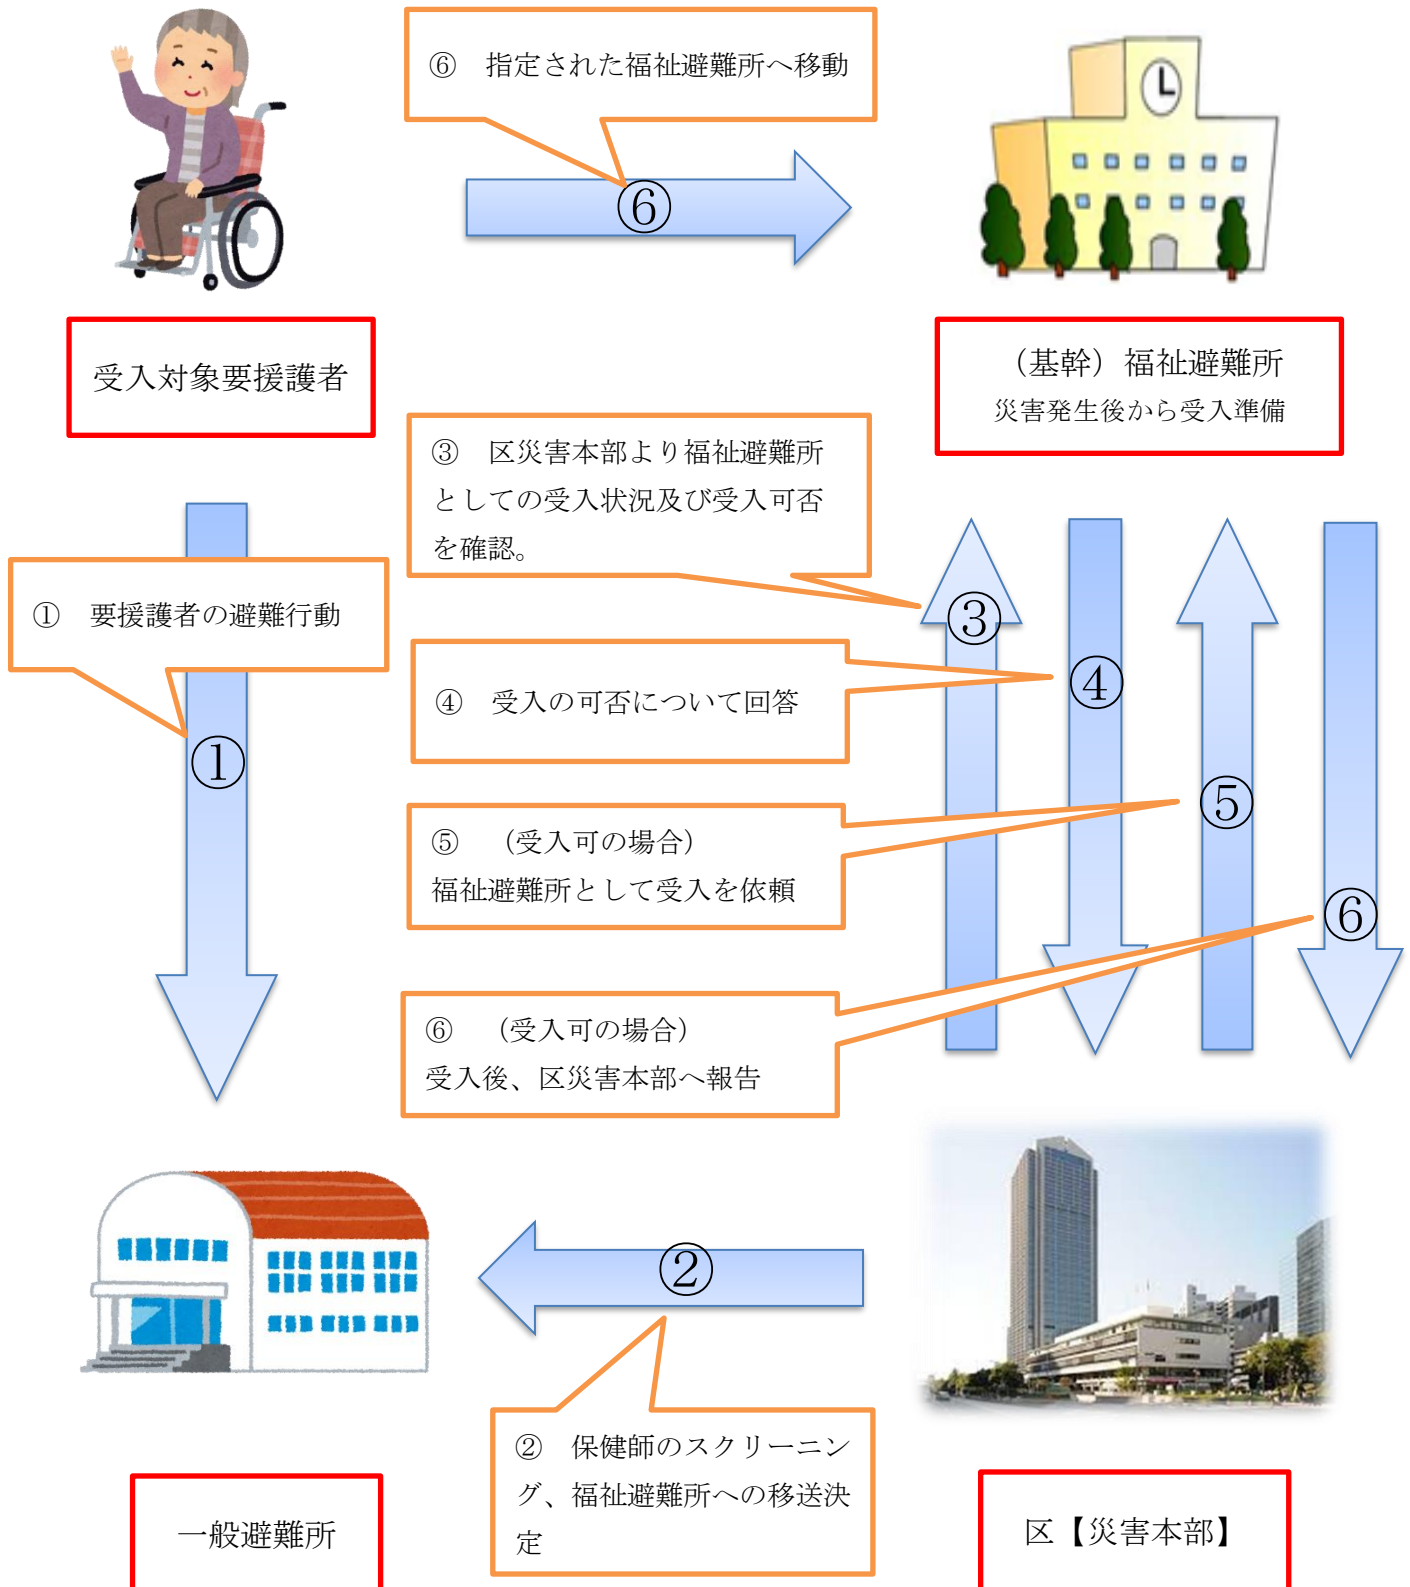 ⑥　指定された福祉避難所へ移動
⑥
受入対象要援護者
（基幹）福祉避難所
災害発生後から受入準備
③　区災害本部より福祉避難所
としての受入状況及び受入可否
を確認。
③
①　要援護者の避難行動
①
④　受入の可否について回答
④
⑤　（受入可の場合）
福祉避難所として受入を依頼
⑤
⑥　（受入可の場合）
受入後、区災害本部へ報告
⑥
②
②　保健師のスクリーニン
グ、福祉避難所への移送決
定
一般避難所
区【災害本部】